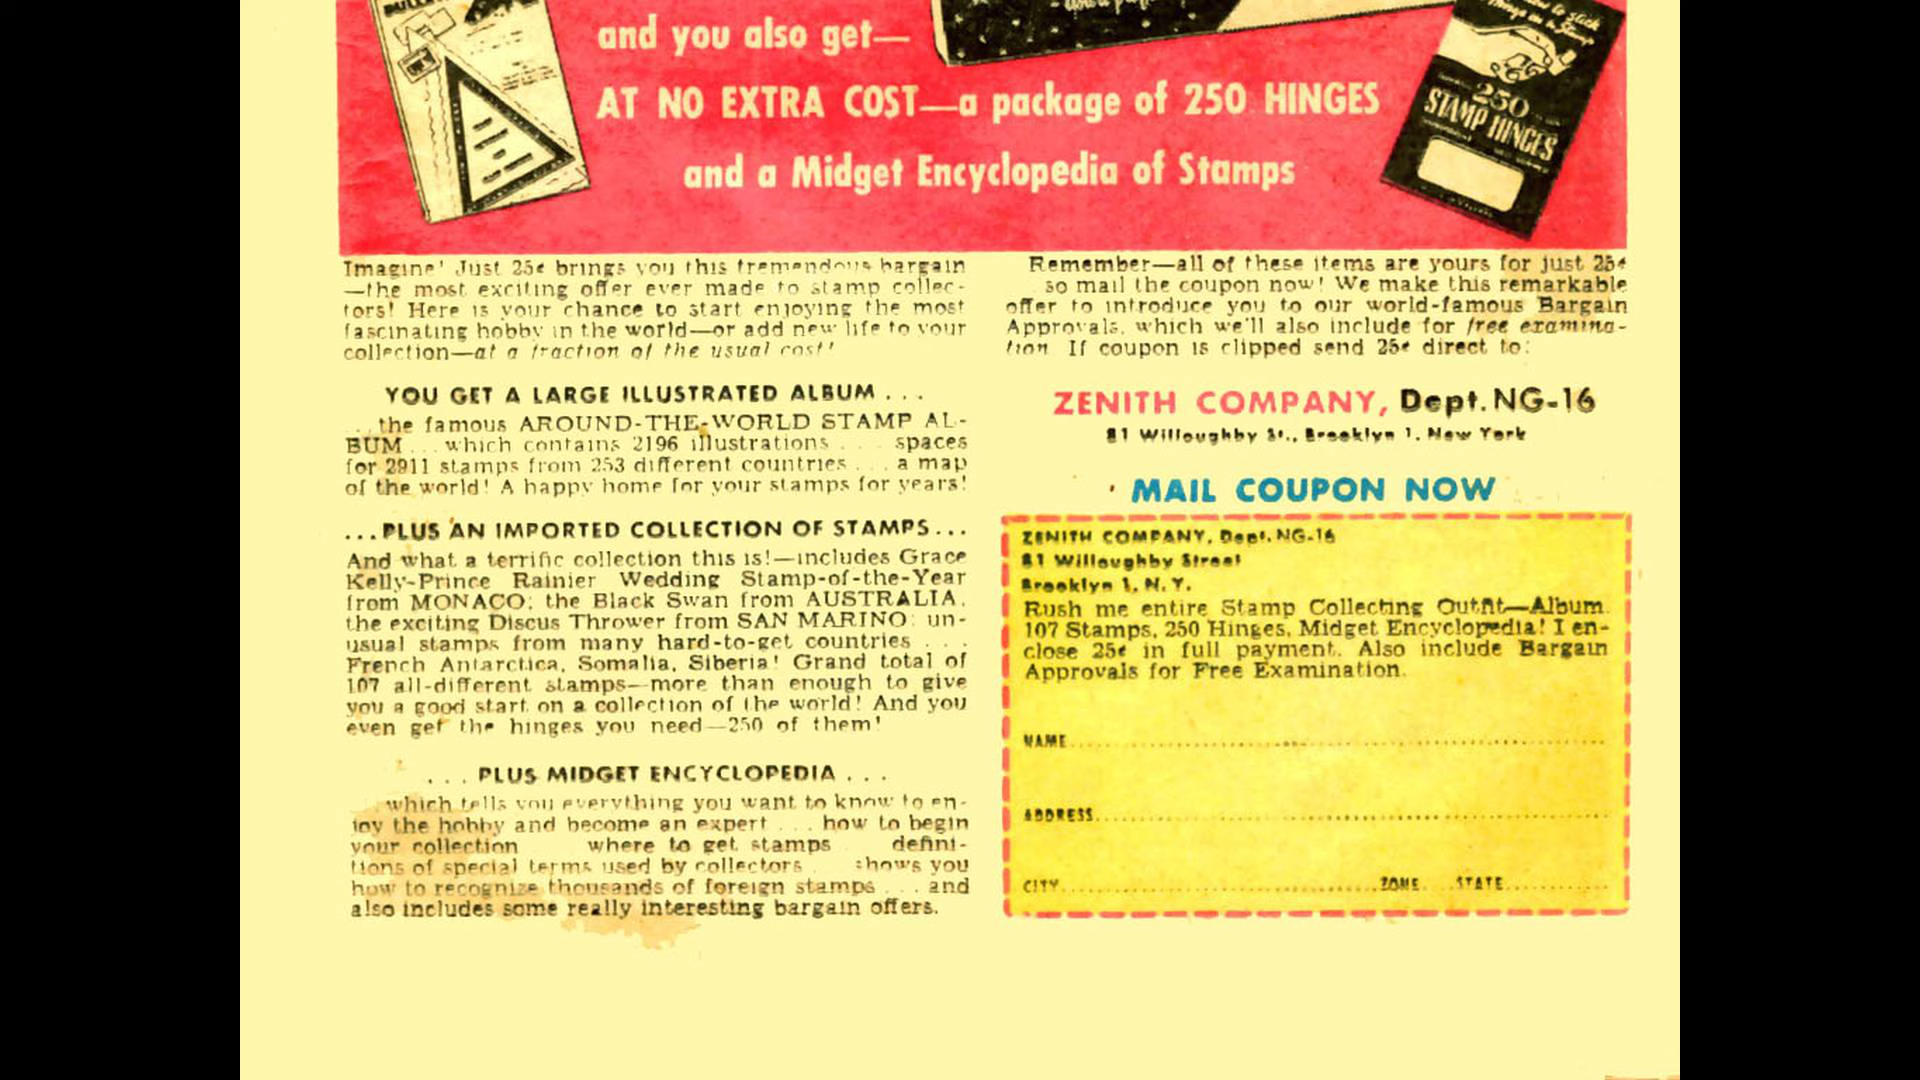 and you also get—
AT NO EXTRA COST—a package of 250 HINGES
and a Midget Encyclopedia of Stamps
250
STAMP HINGES
Imagine! Just 25¢ brings you this tremendous bargain
—the most exciting offer ever made to stamp collec-
tors! Here is your chance to start enjoying the most
fascinating hobby in the world—or add new life to your
collection—at a fraction of the usual cost!
YOU GET A LARGE ILLUSTRATED ALBUM . . .
. . . the famous AROUND-THE-WORLD STAMP AL-
BUM . . . which contains 2196 illustrations . . . spaces
for 2911 stamps from 253 different countries . . . a map
of the world! A happy home for your stamps for years!
...PLUS AN IMPORTED COLLECTION OF STAMPS...
And what a terrific collection this is!—includes Grace
Kelly-Prince Rainier Wedding Stamp-of-the-Year
from MONACO; the Black Swan from AUSTRALIA,
the exciting Discus Thrower from SAN MARINO; un-
usual stamps from many hard-to-get countries . . .
French Antarctica, Somalia, Siberia! Grand total of
107 all-different stamps—more than enough to give
you a good start on a collection of the world! And you
even get the hinges you need—250 of them!
. . . PLUS MIDGET ENCYCLOPEDIA . . .
which tells you everything you want to know to en-
joy the hobby and become an expert . . . how to begin
your collection where to get stamps defini-
tions of special terms used by collectors . shows you
how to recognize thousands of foreign stamps . . . and
also includes some really interesting bargain offers.
Remember—all of these items are yours for just 25¢
so mail the coupon now! We make this remarkable
offer to introduce you to our world-famous Bargain
Approvals, which we'll also include for free examina-
tion. If coupon is clipped send 25¢ direct to:
ZENITH COMPANY, Dept. NG-16
81 Willoughby St., Brooklyn 1, New York
MAIL COUPON NOW
ZENITH COMPANY, Dept. NG-16
81 Willoughby Street
Brooklyn 1, N. Y.
Rush me entire Stamp Collecting Outfit—Album,
107 Stamps, 250 Hinges, Midget Encyclopedia! I en-
close 25¢ in full payment. Also include Bargain
Approvals for Free Examination.
NAME
ADDRESS
CITY ZONE STATE